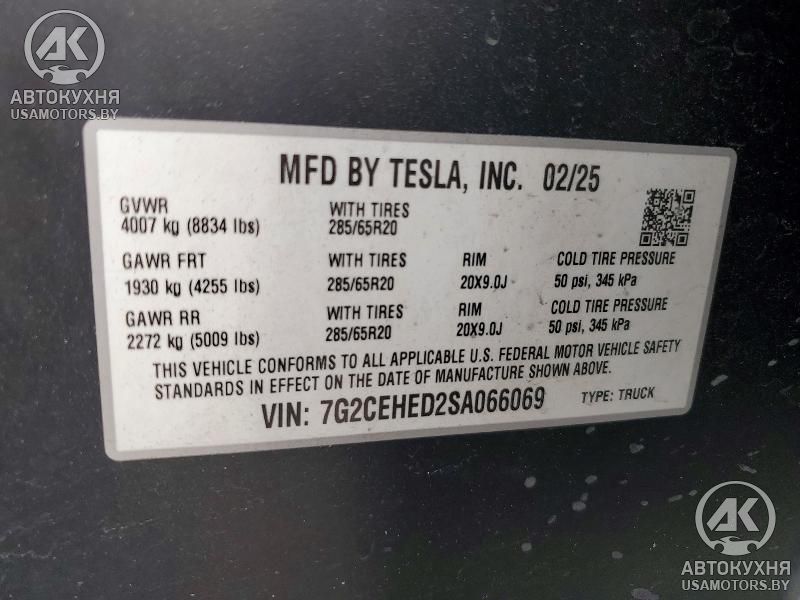 AK
АВТОКУХНЯ
USAMOTORS.BY
MFD BY TESLA, INC. 02/25
GVWR WITH TIRES
4007 kg (8834 lbs) 285/65R20
GAWR FRT WITH TIRES RIM COLD TIRE PRESSURE
1930 kg (4255 lbs) 285/65R20 20X9.0J 50 psi, 345 kPa
GAWR RR WITH TIRES RIM COLD TIRE PRESSURE
2272 kg (5009 lbs) 285/65R20 20X9.0J 50 psi, 345 kPa
THIS VEHICLE CONFORMS TO ALL APPLICABLE U.S. FEDERAL MOTOR VEHICLE SAFETY
STANDARDS IN EFFECT ON THE DATE OF MANUFACTURE SHOWN ABOVE.
VIN: 7G2CEHED2SA066069 TYPE: TRUCK
AK
АВТОКУХНЯ
USAMOTORS.BY